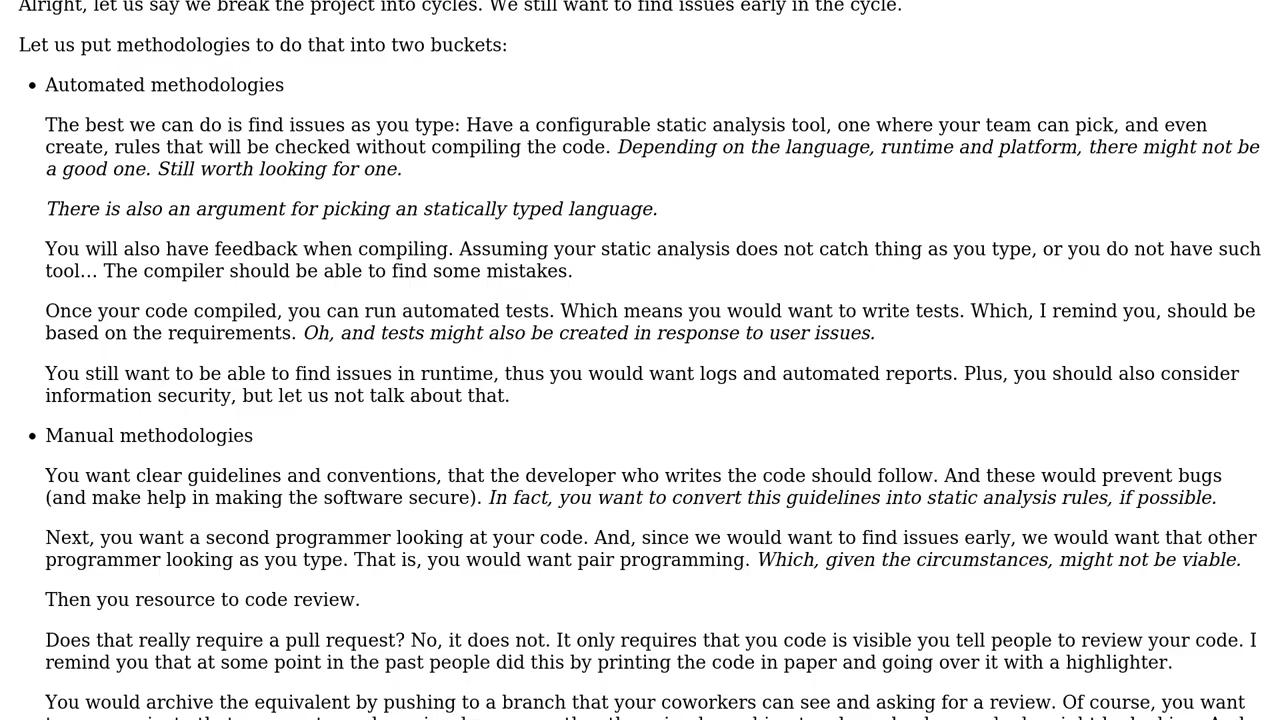 Alright, let us say we break the project into cycles. We still want to find issues early in the cycle.
Let us put methodologies to do that into two buckets:
• Automated methodologies
The best we can do is find issues as you type: Have a configurable static analysis tool, one where your team can pick, and even
create, rules that will be checked without compiling the code. Depending on the language, runtime and platform, there might not be
a good one. Still worth looking for one.
There is also an argument for picking an statically typed language.
You will also have feedback when compiling. Assuming your static analysis does not catch thing as you type, or you do not have such
tool... The compiler should be able to find some mistakes.
Once your code compiled, you can run automated tests. Which means you would want to write tests. Which, I remind you, should be
based on the requirements. Oh, and tests might also be created in response to user issues.
You still want to be able to find issues in runtime, thus you would want logs and automated reports. Plus, you should also consider
information security, but let us not talk about that.
• Manual methodologies
You want clear guidelines and conventions, that the developer who writes the code should follow. And these would prevent bugs
(and make help in making the software secure). In fact, you want to convert this guidelines into static analysis rules, if possible.
Next, you want a second programmer looking at your code. And, since we would want to find issues early, we would want that other
programmer looking as you type. That is, you would want pair programming. Which, given the circumstances, might not be viable.
Then you resource to code review.
Does that really require a pull request? No, it does not. It only requires that you code is visible you tell people to review your code. I
remind you that at some point in the past people did this by printing the code in paper and going over it with a highlighter.
You would archive the equivalent by pushing to a branch that your coworkers can see and asking for a review. Of course, you want